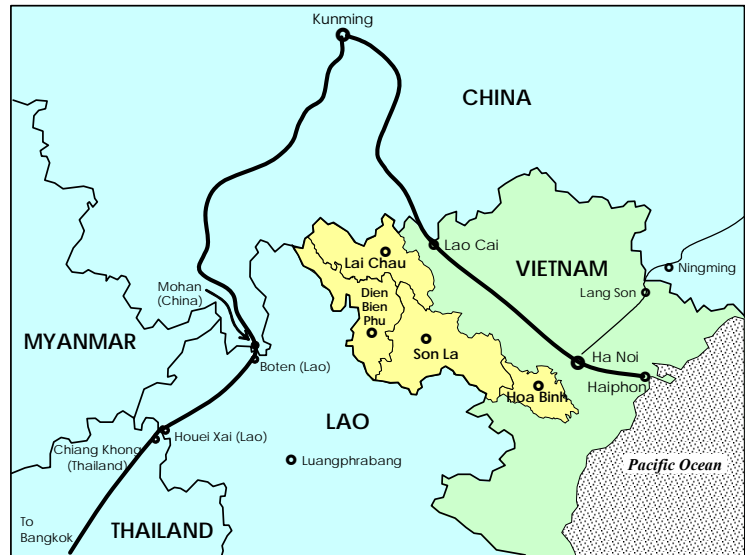 Kunming
CHINA
Lao Cai
Lai Chau
VIETNAM
Ningming
Mohan
(China)
Lang Son
Dien
Bien
Phu
MYANMAR
Son La
Ha Noi
Boten (Lao)
Haiphon
Hoa Binh
LAO
Houei Xai (Lao)
Chiang Khong
(Thailand)
Luangphrabang
Pacific Ocean
To
Bangkok
THAILAND